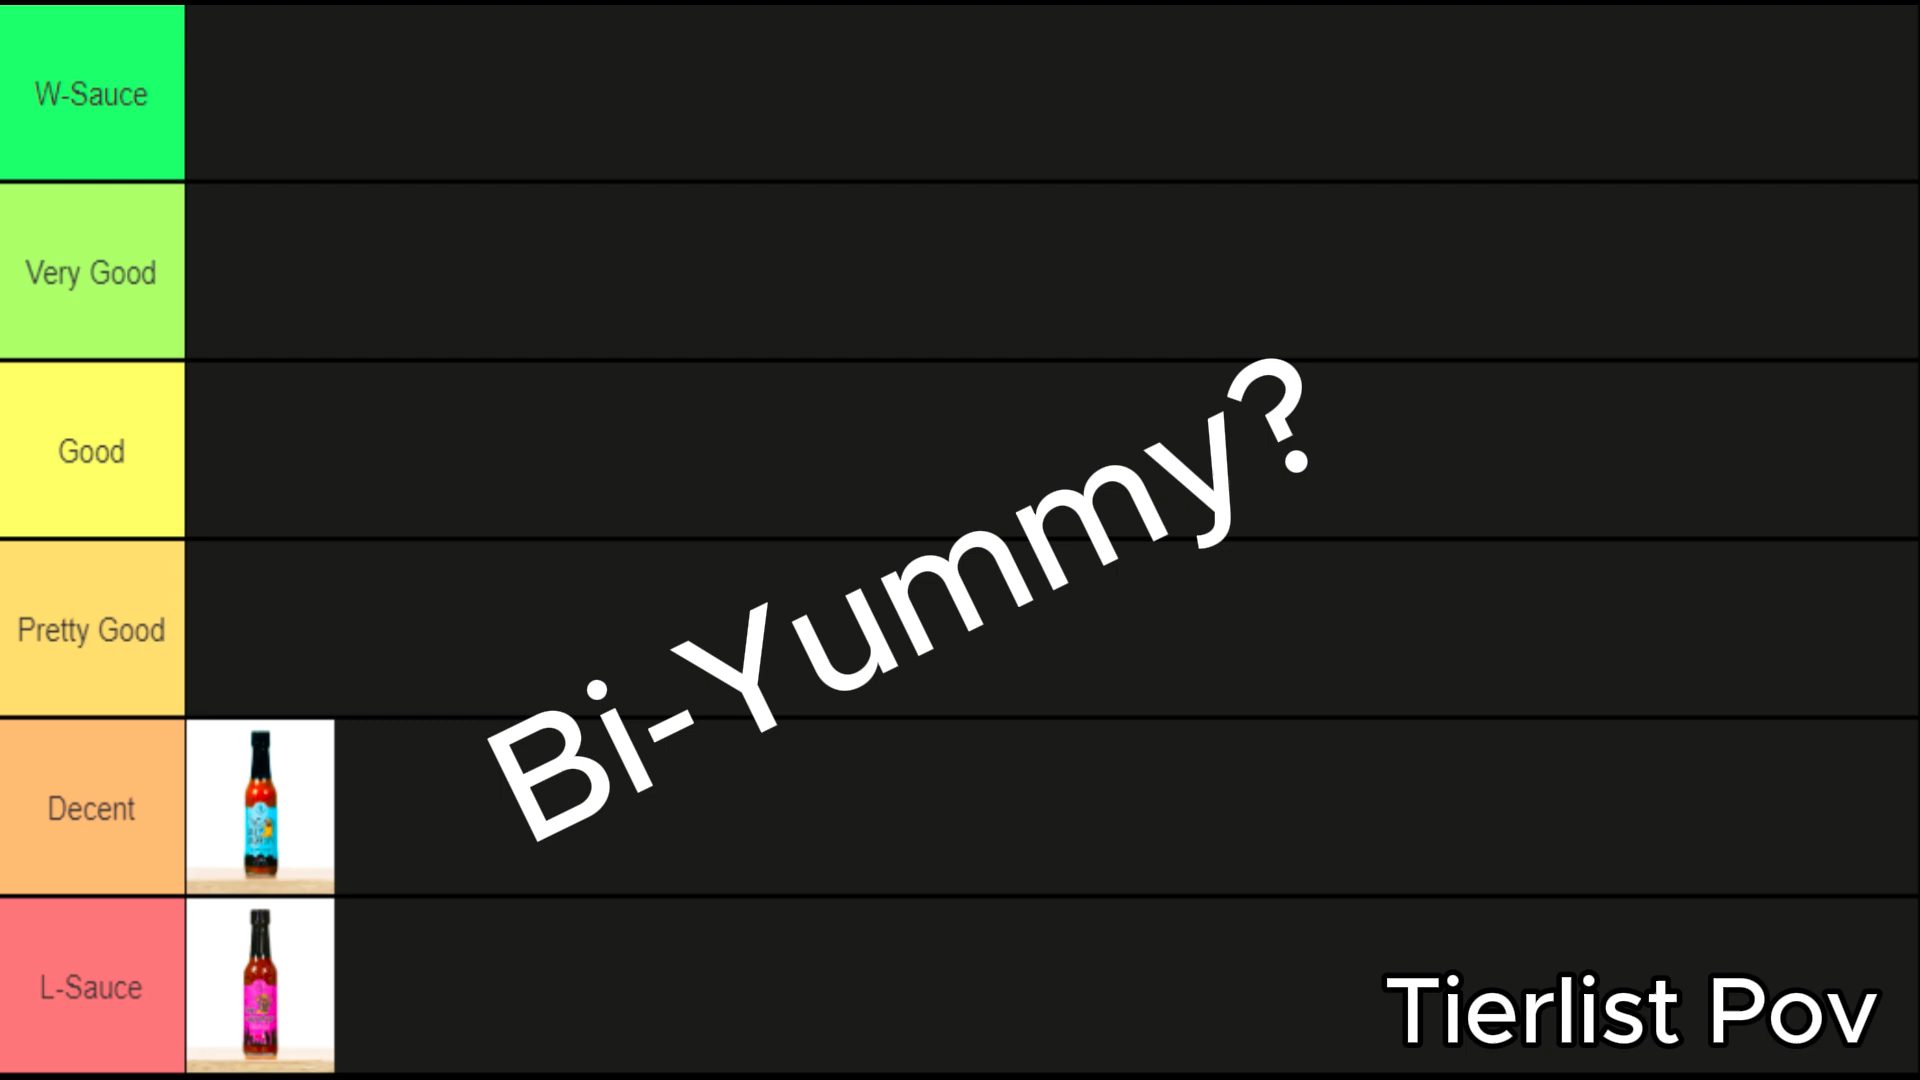 W-Sauce
Very Good
Good
Bi-Yummy?
Pretty Good
Decent
L-Sauce
Tierlist Pov